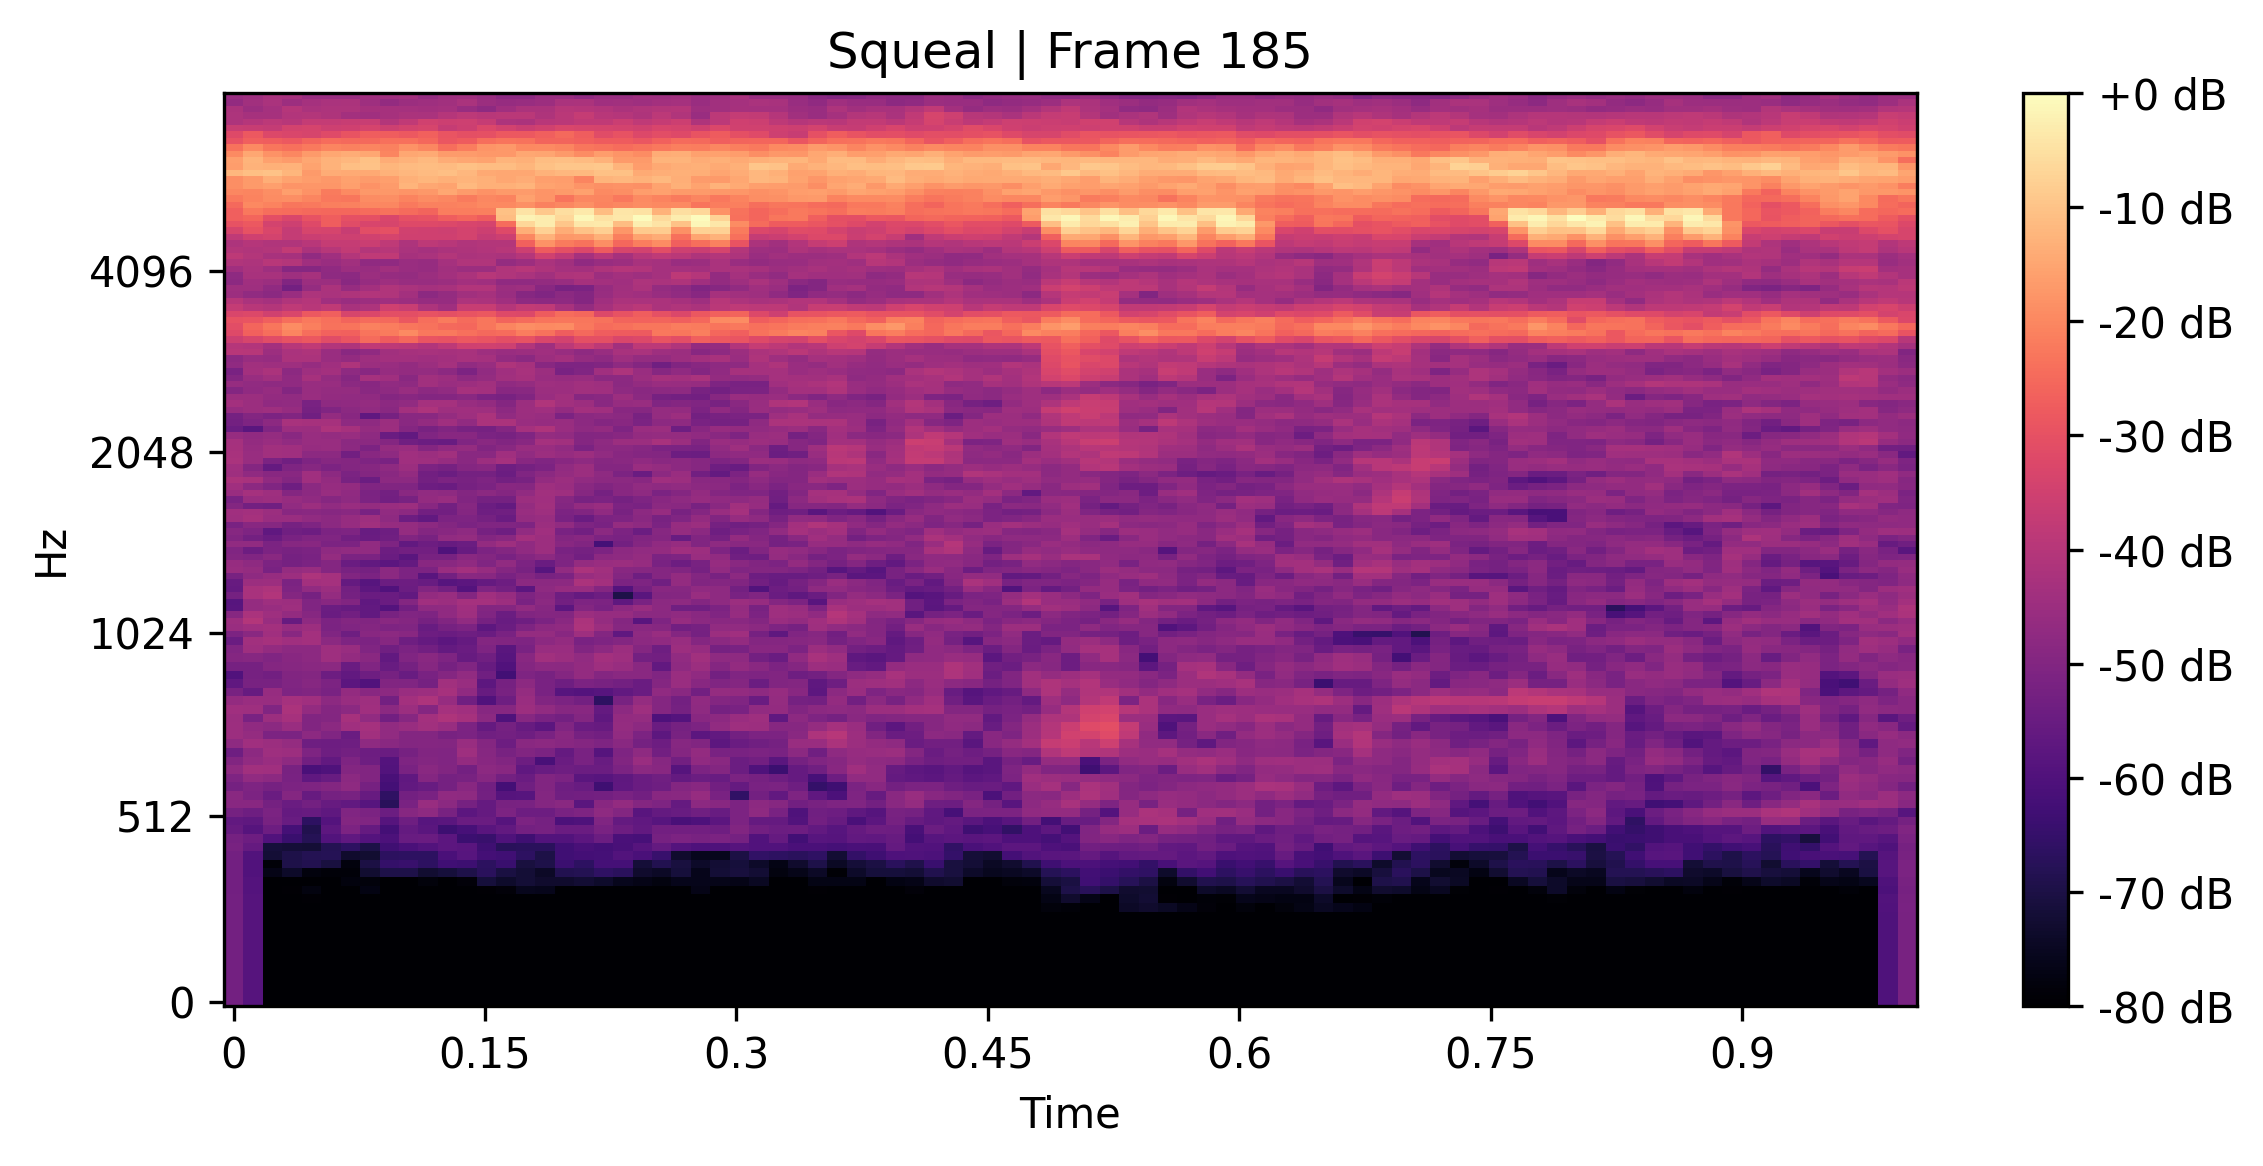 Squeal | Frame 185
Hz
4096
2048
1024
512
0
0 0.15 0.3 0.45 0.6 0.75 0.9
Time
+0 dB
-10 dB
-20 dB
-30 dB
-40 dB
-50 dB
-60 dB
-70 dB
-80 dB